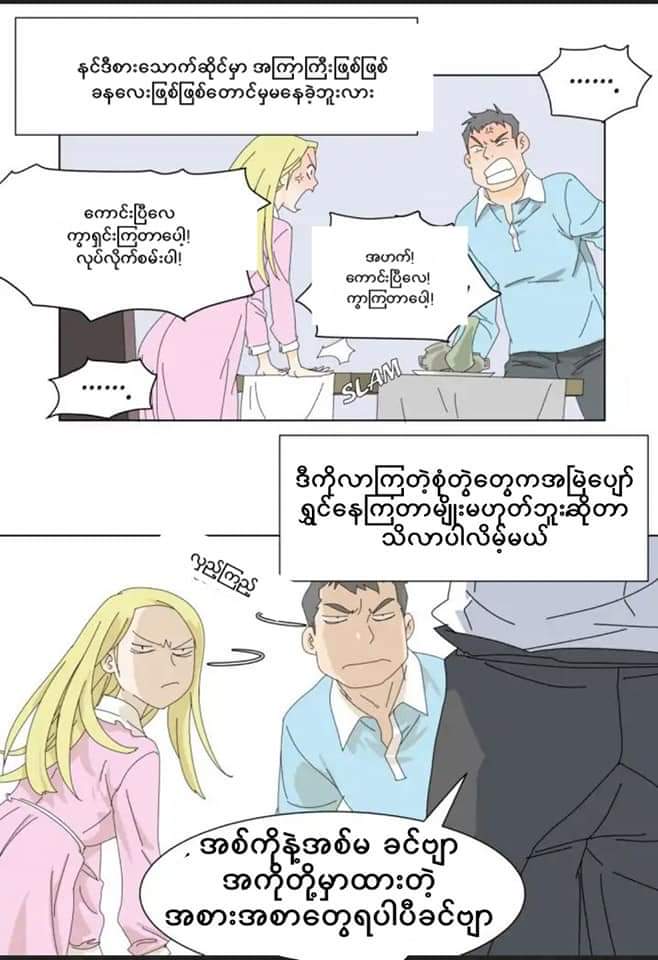 နင်ဒီစားသောက်ဆိုင်မှာ အကြာကြီးဖြစ်ဖြစ်
ခနလေးဖြစ်ဖြစ်တောင်မှမနေခဲ့ဘူးလား
......
ကောင်းပြီလေ
ကွာရှင်းကြတာပေါ့!
လုပ်လိုက်စမ်းပါ!
အဟက်!
ကောင်းပြီလေ!
ကွာကြတာပေါ့!
......
SLAM
ဒီကိုလာကြတဲ့စုံတွဲတွေကအမြဲပျော်
ရွှင်နေကြတာမျိုးမဟုတ်ဘူးဆိုတာ
သိလာပါလိမ့်မယ်
လှည့်ကြည့်
အစ်ကိုနဲ့အစ်မ ခင်ဗျာ
အကိုတို့မှာထားတဲ့
အစားအစာတွေရပါပီခင်ဗျာ